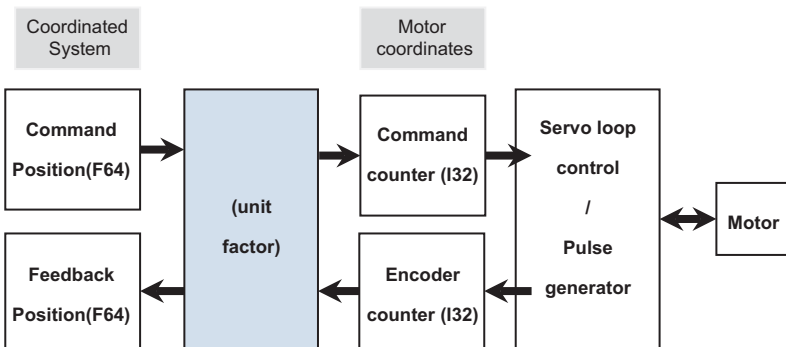 Coordinated
System
Motor
coordinates
Command
Position(F64)
(unit
factor)
Command
counter (I32)
Servo loop
control
/
Pulse
generator
Motor
Feedback
Position(F64)
Encoder
counter (I32)